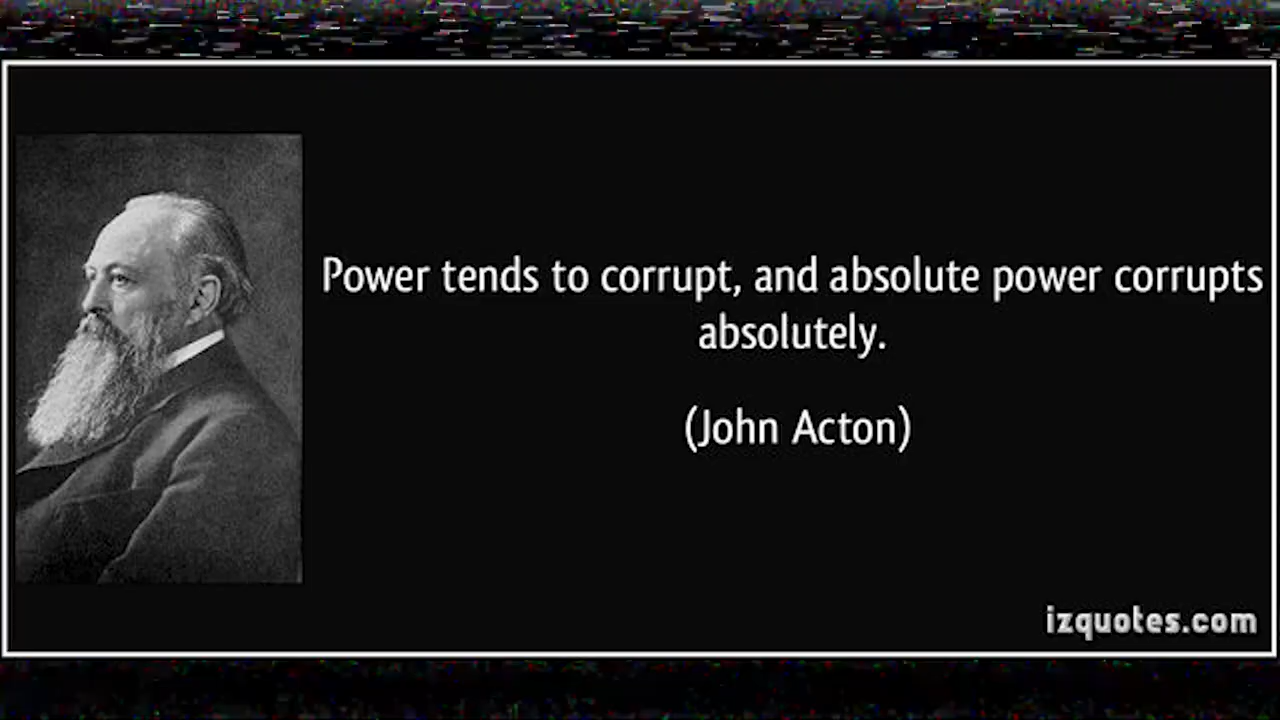 Power tends to corrupt, and absolute power corrupts
absolutely.
(John Acton)
izquotes.com